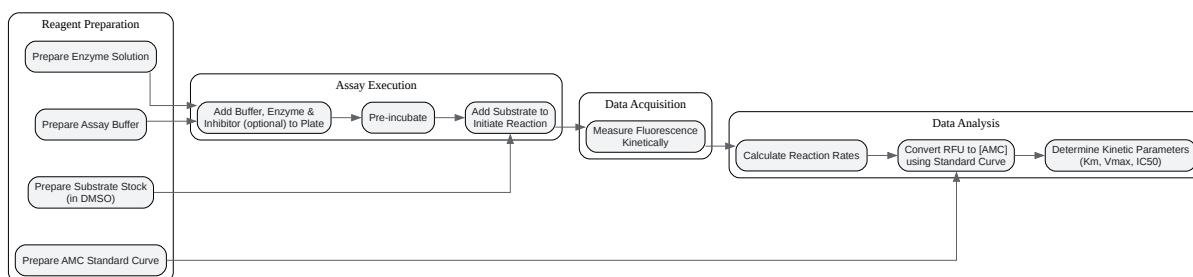 Reagent Preparation
Prepare Enzyme Solution
Prepare Assay Buffer
Prepare Substrate Stock
(in DMSO)
Prepare AMC Standard Curve
Assay Execution
Add Buffer, Enzyme &
Inhibitor (optional) to Plate
Pre-incubate
Add Substrate to
Initiate Reaction
Data Acquisition
Measure Fluorescence
Kinetically
Data Analysis
Calculate Reaction Rates
Convert RFU to [AMC]
using Standard Curve
Determine Kinetic Parameters
(Km, Vmax, IC50)